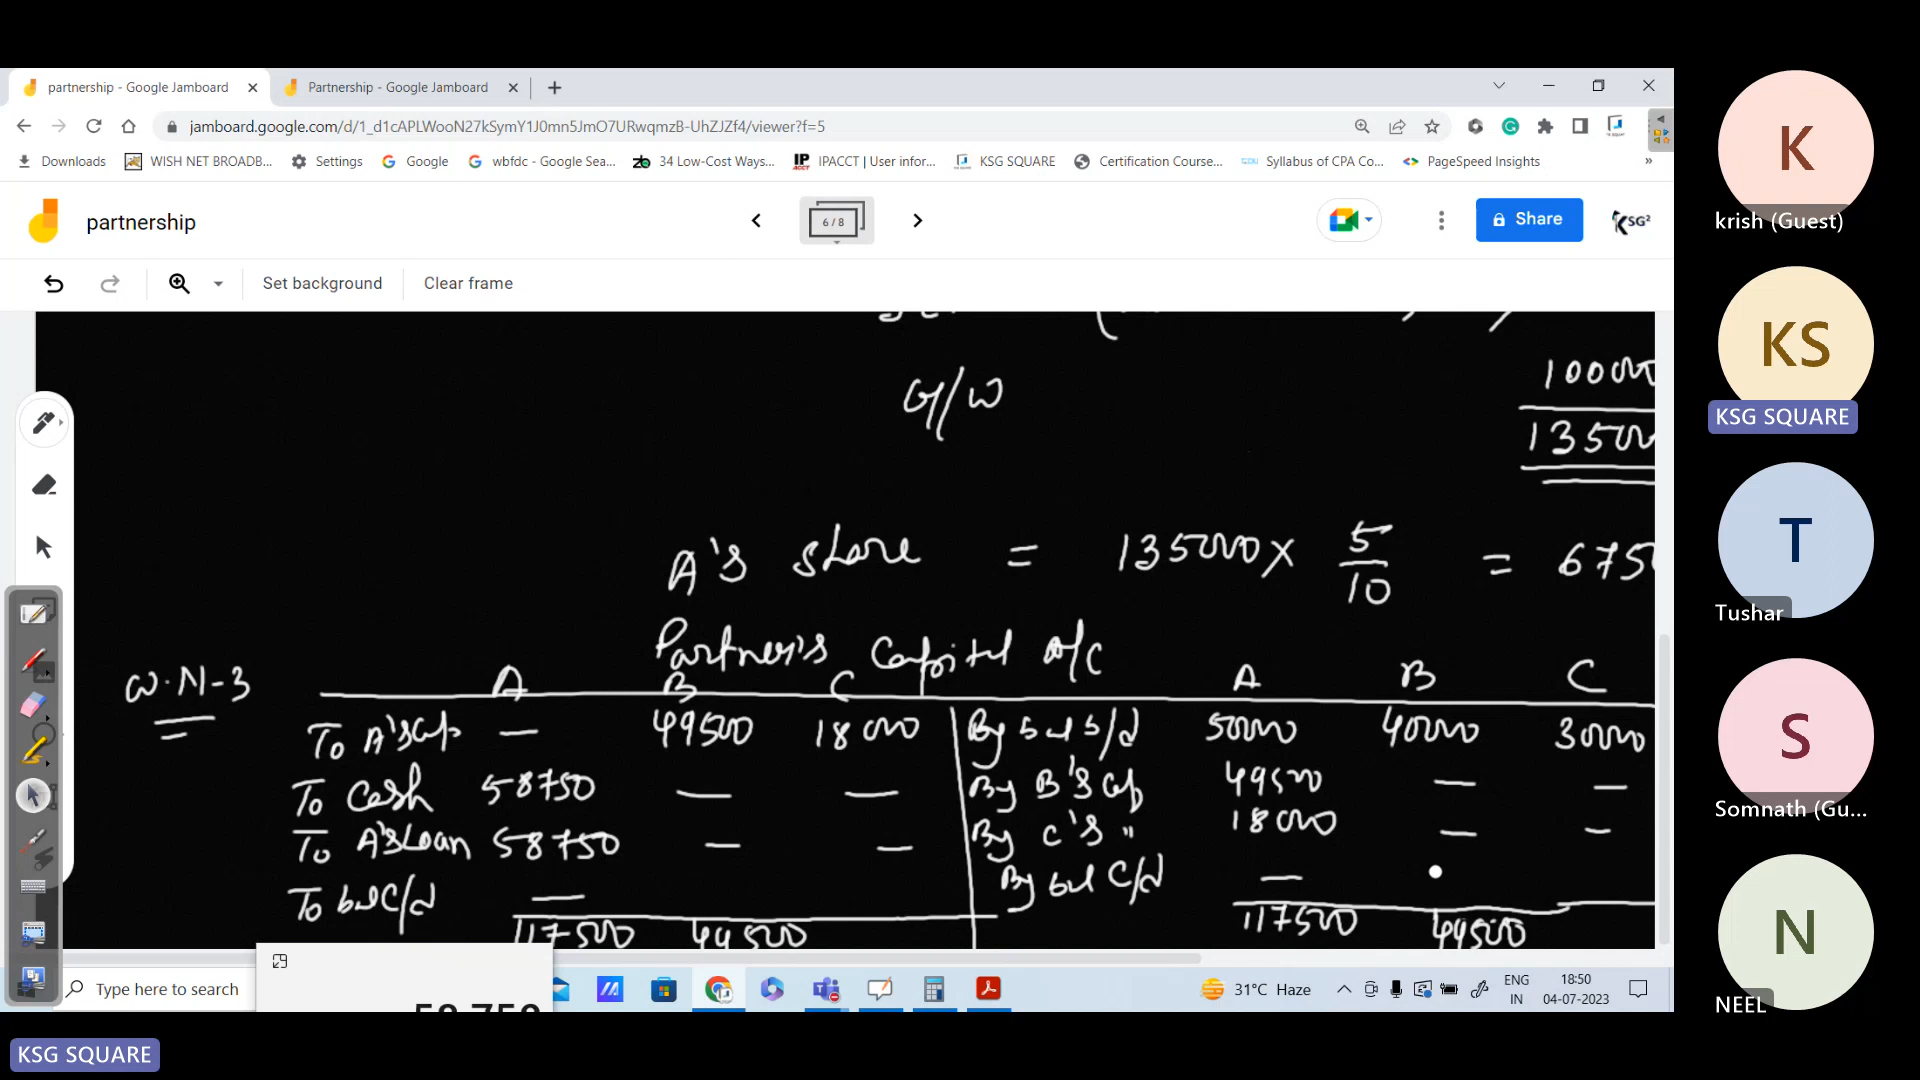 partnership - Google Jamboard
Partnership - Google Jamboard
jamboard.google.com/d/1_d1cAPLWooN27kSymY1J0mn5JmO7URwqmzB-UhZJZf4/viewer?f=5
Downloads WISH NET BROADB... Settings Google wbfdc - Google Sea... 34 Low-Cost Ways... IPACCT | User infor... KSG SQUARE Certification Course... Syllabus of CPA Co... PageSpeed Insights »
partnership
6 / 8
Share
KSG²
Set background Clear frame
G/W
100000
135000
A's share = 135000 x 5/10 = 6750
Partner's Capital a/c
W.N-3 A B C A B C
To A's Cap — 49500 18000 By bal b/d 50000 40000 30000
To Cash 58750 — — By B's Cap 49500 — —
To A's Loan 58750 — — By C's " 18000 — —
To bal C/d — By bal C/d —
117500 49500 117500 49500
58,750
Type here to search
31°C Haze
ENG
IN
18:50
04-07-2023
K
krish (Guest)
KS
KSG SQUARE
T
Tushar
S
Somnath (Gu...
N
NEEL
KSG SQUARE